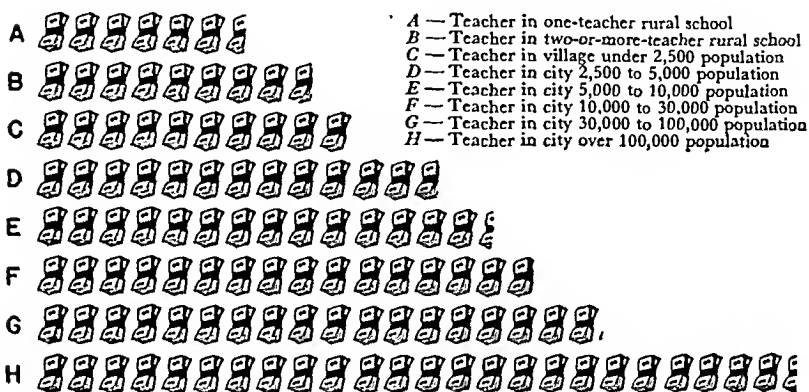 A — Teacher in one-teacher rural school
B — Teacher in two-or-more-teacher rural school
C — Teacher in village under 2,500 population
D — Teacher in city 2,500 to 5,000 population
E — Teacher in city 5,000 to 10,000 population
F — Teacher in city 10,000 to 30,000 population
G — Teacher in city 30,000 to 100,000 population
H — Teacher in city over 100,000 population
A
B
C
D
E
F
G
H